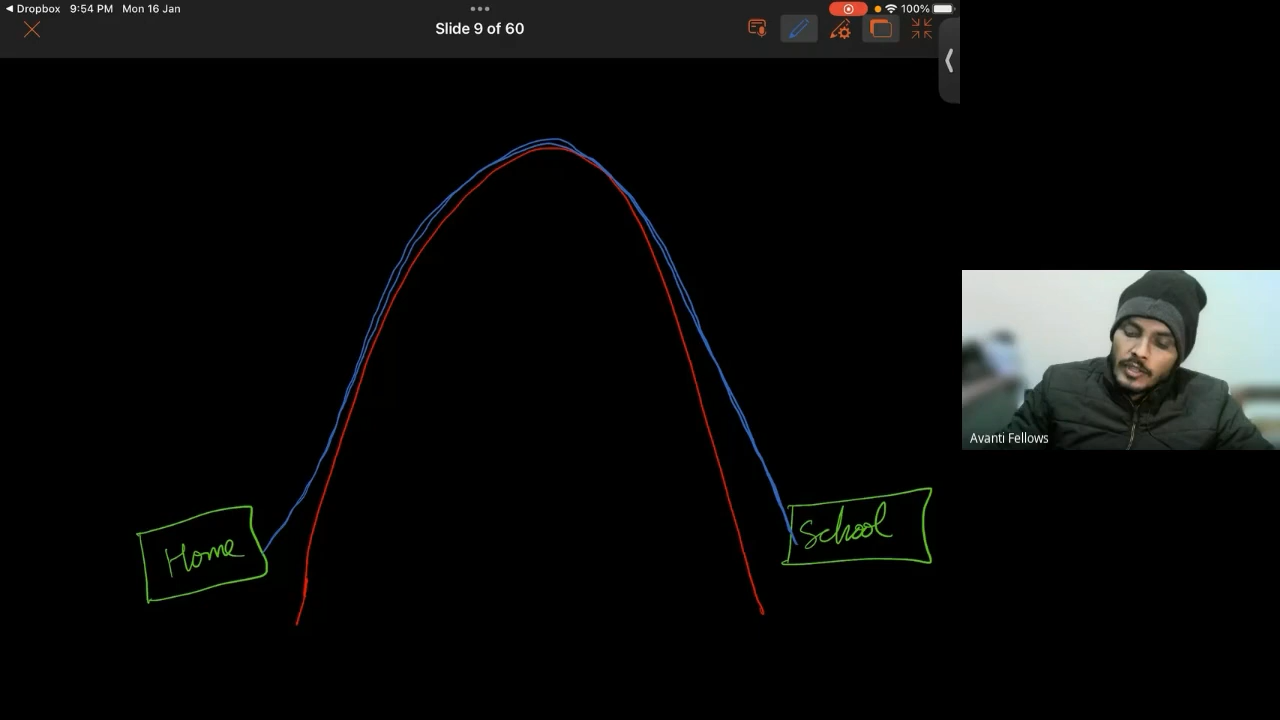 Dropbox 9:54 PM Mon 16 Jan
100%
Slide 9 of 60
Home
School
Avanti Fellows